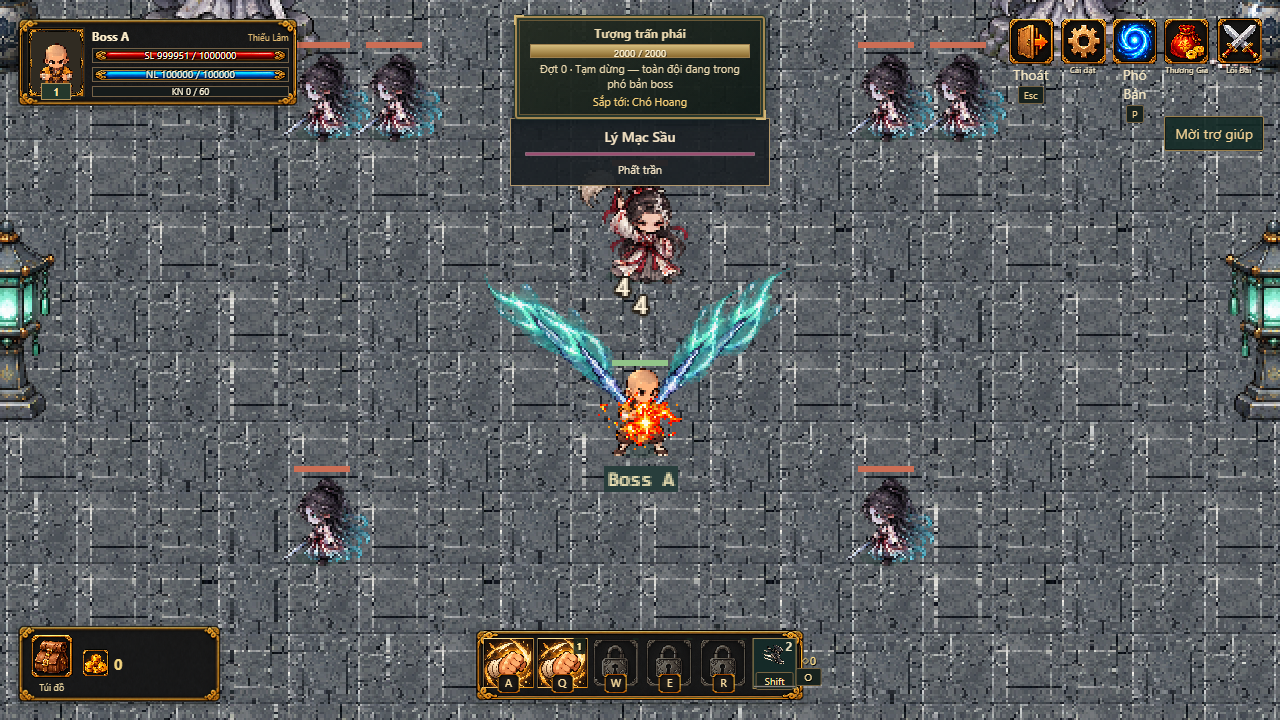 Boss A
Thiếu Lâm
SL 999951 / 1000000
NL 100000 / 100000
KN 0 / 60
1
Tượng trấn phái
2000 / 2000
Đợt 0 · Tạm dừng — toàn đội đang trong
phó bản boss
Sắp tới: Chó Hoang
Lý Mạc Sầu
Phất trần
Thoát
Esc
Cài đặt
Phó
Bản
P
Thương Gia
Lôi Đài
Mời trợ giúp
4
4
Boss A
Túi đồ
0
A
1
Q
W
E
R
2
Shift
0
O